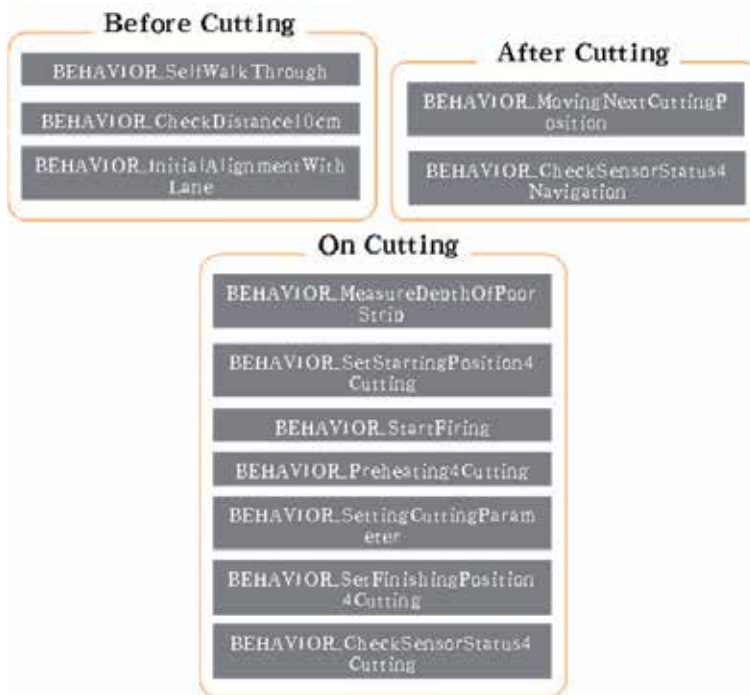 Before Cutting
BEHAVIOR_SelfWalkThrough
BEHAVIOR_CheckDistance10cm
BEHAVIOR_InitialAlignmentWith
Lane
After Cutting
BEHAVIOR_MovingNextCuttingP
osition
BEHAVIOR_CheckSensorStatus4
Navigation
On Cutting
BEHAVIOR_MeasureDepthOfPoor
Strip
BEHAVIOR_SetStartingPosition4
Cutting
BEHAVIOR_StartFiring
BEHAVIOR_Preheating4Cutting
BEHAVIOR_SettingCuttingParam
eter
BEHAVIOR_SetFinishingPosition
4Cutting
BEHAVIOR_CheckSensorStatus4
Cutting